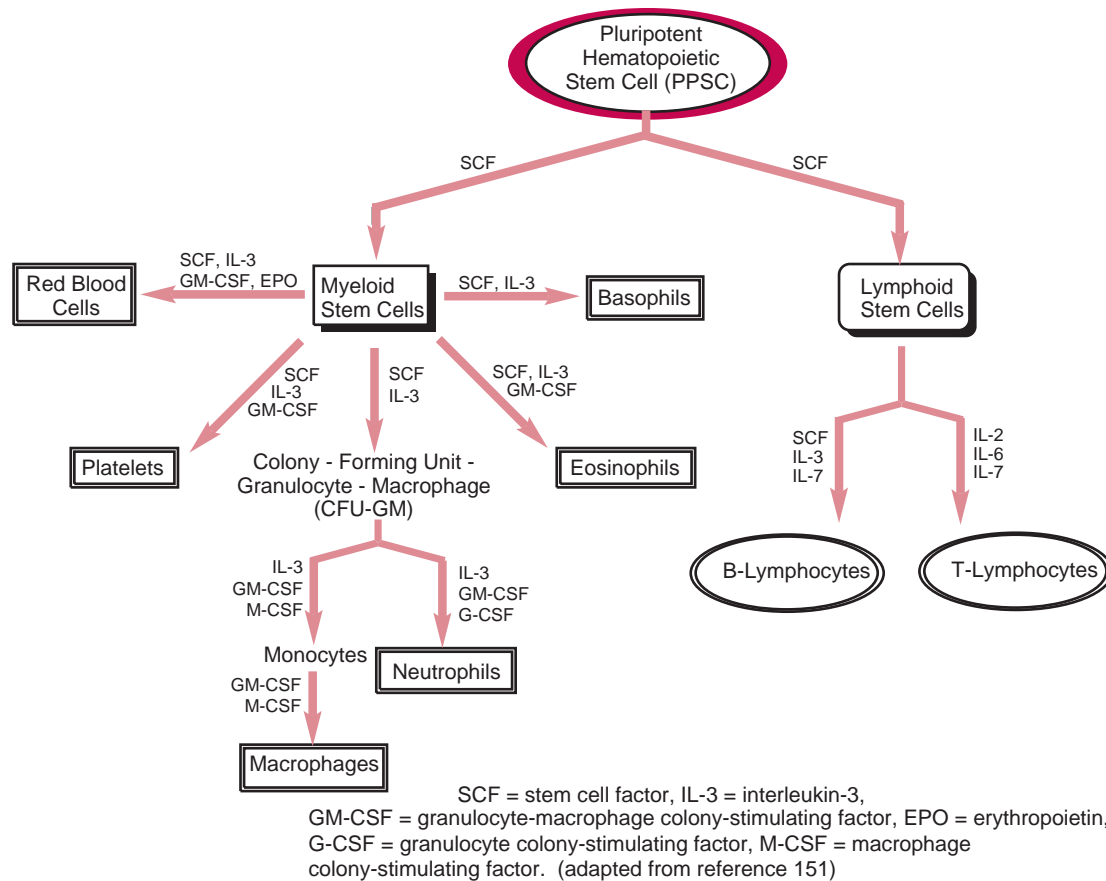 Pluripotent
Hematopoietic
Stem Cell (PPSC)
SCF
SCF
Red Blood
Cells
SCF, IL-3
GM-CSF, EPO
Myeloid
Stem Cells
SCF, IL-3
Basophils
Lymphoid
Stem Cells
SCF
IL-3
GM-CSF
SCF
IL-3
SCF, IL-3
GM-CSF
Platelets
Colony - Forming Unit -
Granulocyte - Macrophage
(CFU-GM)
Eosinophils
SCF
IL-3
IL-7
IL-2
IL-6
IL-7
B-Lymphocytes
T-Lymphocytes
IL-3
GM-CSF
M-CSF
IL-3
GM-CSF
G-CSF
Monocytes
Neutrophils
GM-CSF
M-CSF
Macrophages
SCF = stem cell factor, IL-3 = interleukin-3,
GM-CSF = granulocyte-macrophage colony-stimulating factor, EPO = erythropoietin,
G-CSF = granulocyte colony-stimulating factor, M-CSF = macrophage
colony-stimulating factor. (adapted from reference 151)